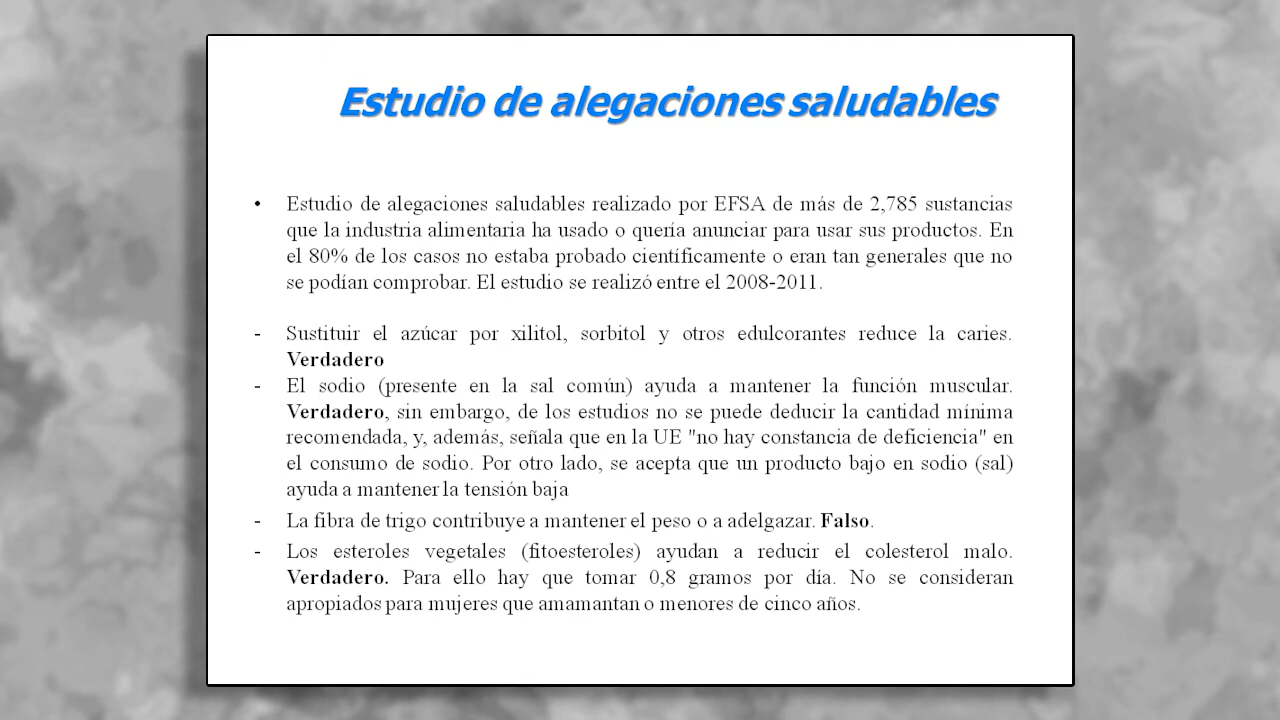 Estudio de alegaciones saludables
• Estudio de alegaciones saludables realizado por EFSA de más de 2,785 sustancias
que la industria alimentaria ha usado o quería anunciar para usar sus productos. En
el 80% de los casos no estaba probado científicamente o eran tan generales que no
se podían comprobar. El estudio se realizó entre el 2008-2011.
- Sustituir el azúcar por xilitol, sorbitol y otros edulcorantes reduce la caries.
Verdadero
- El sodio (presente en la sal común) ayuda a mantener la función muscular.
Verdadero, sin embargo, de los estudios no se puede deducir la cantidad mínima
recomendada, y, además, señala que en la UE "no hay constancia de deficiencia" en
el consumo de sodio. Por otro lado, se acepta que un producto bajo en sodio (sal)
ayuda a mantener la tensión baja
- La fibra de trigo contribuye a mantener el peso o a adelgazar. Falso.
- Los esteroles vegetales (fitoesteroles) ayudan a reducir el colesterol malo.
Verdadero. Para ello hay que tomar 0,8 gramos por día. No se consideran
apropiados para mujeres que amamantan o menores de cinco años.